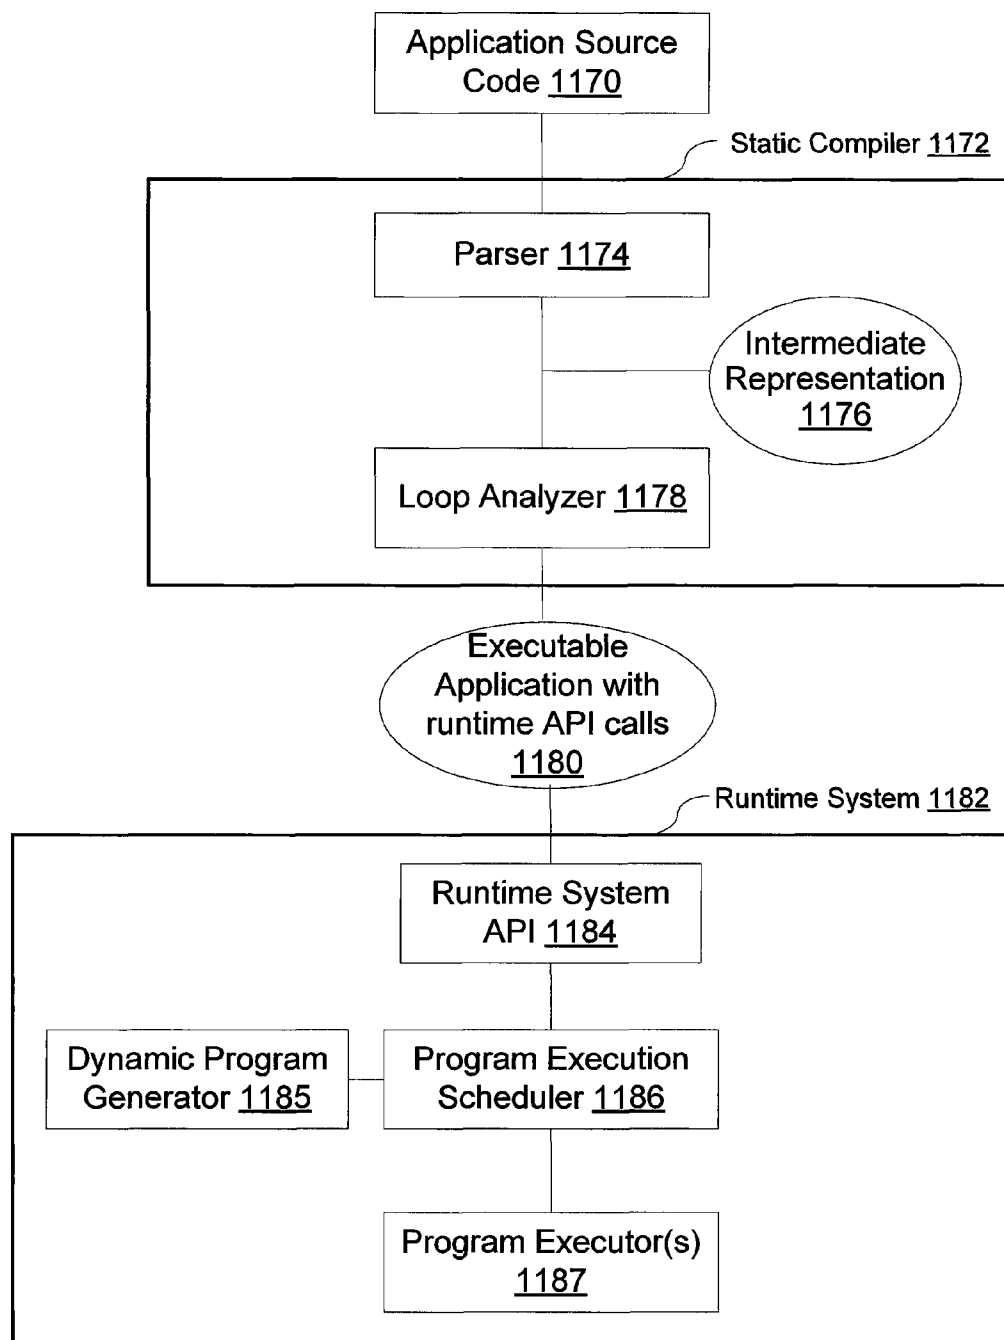 Application Source
Code 1170
Static Compiler 1172
Parser 1174
Intermediate
Representation
1176
Loop Analyzer 1178
Executable
Application with
runtime API calls
1180
Runtime System 1182
Runtime System
API 1184
Dynamic Program
Generator 1185
Program Execution
Scheduler 1186
Program Executor(s)
1187